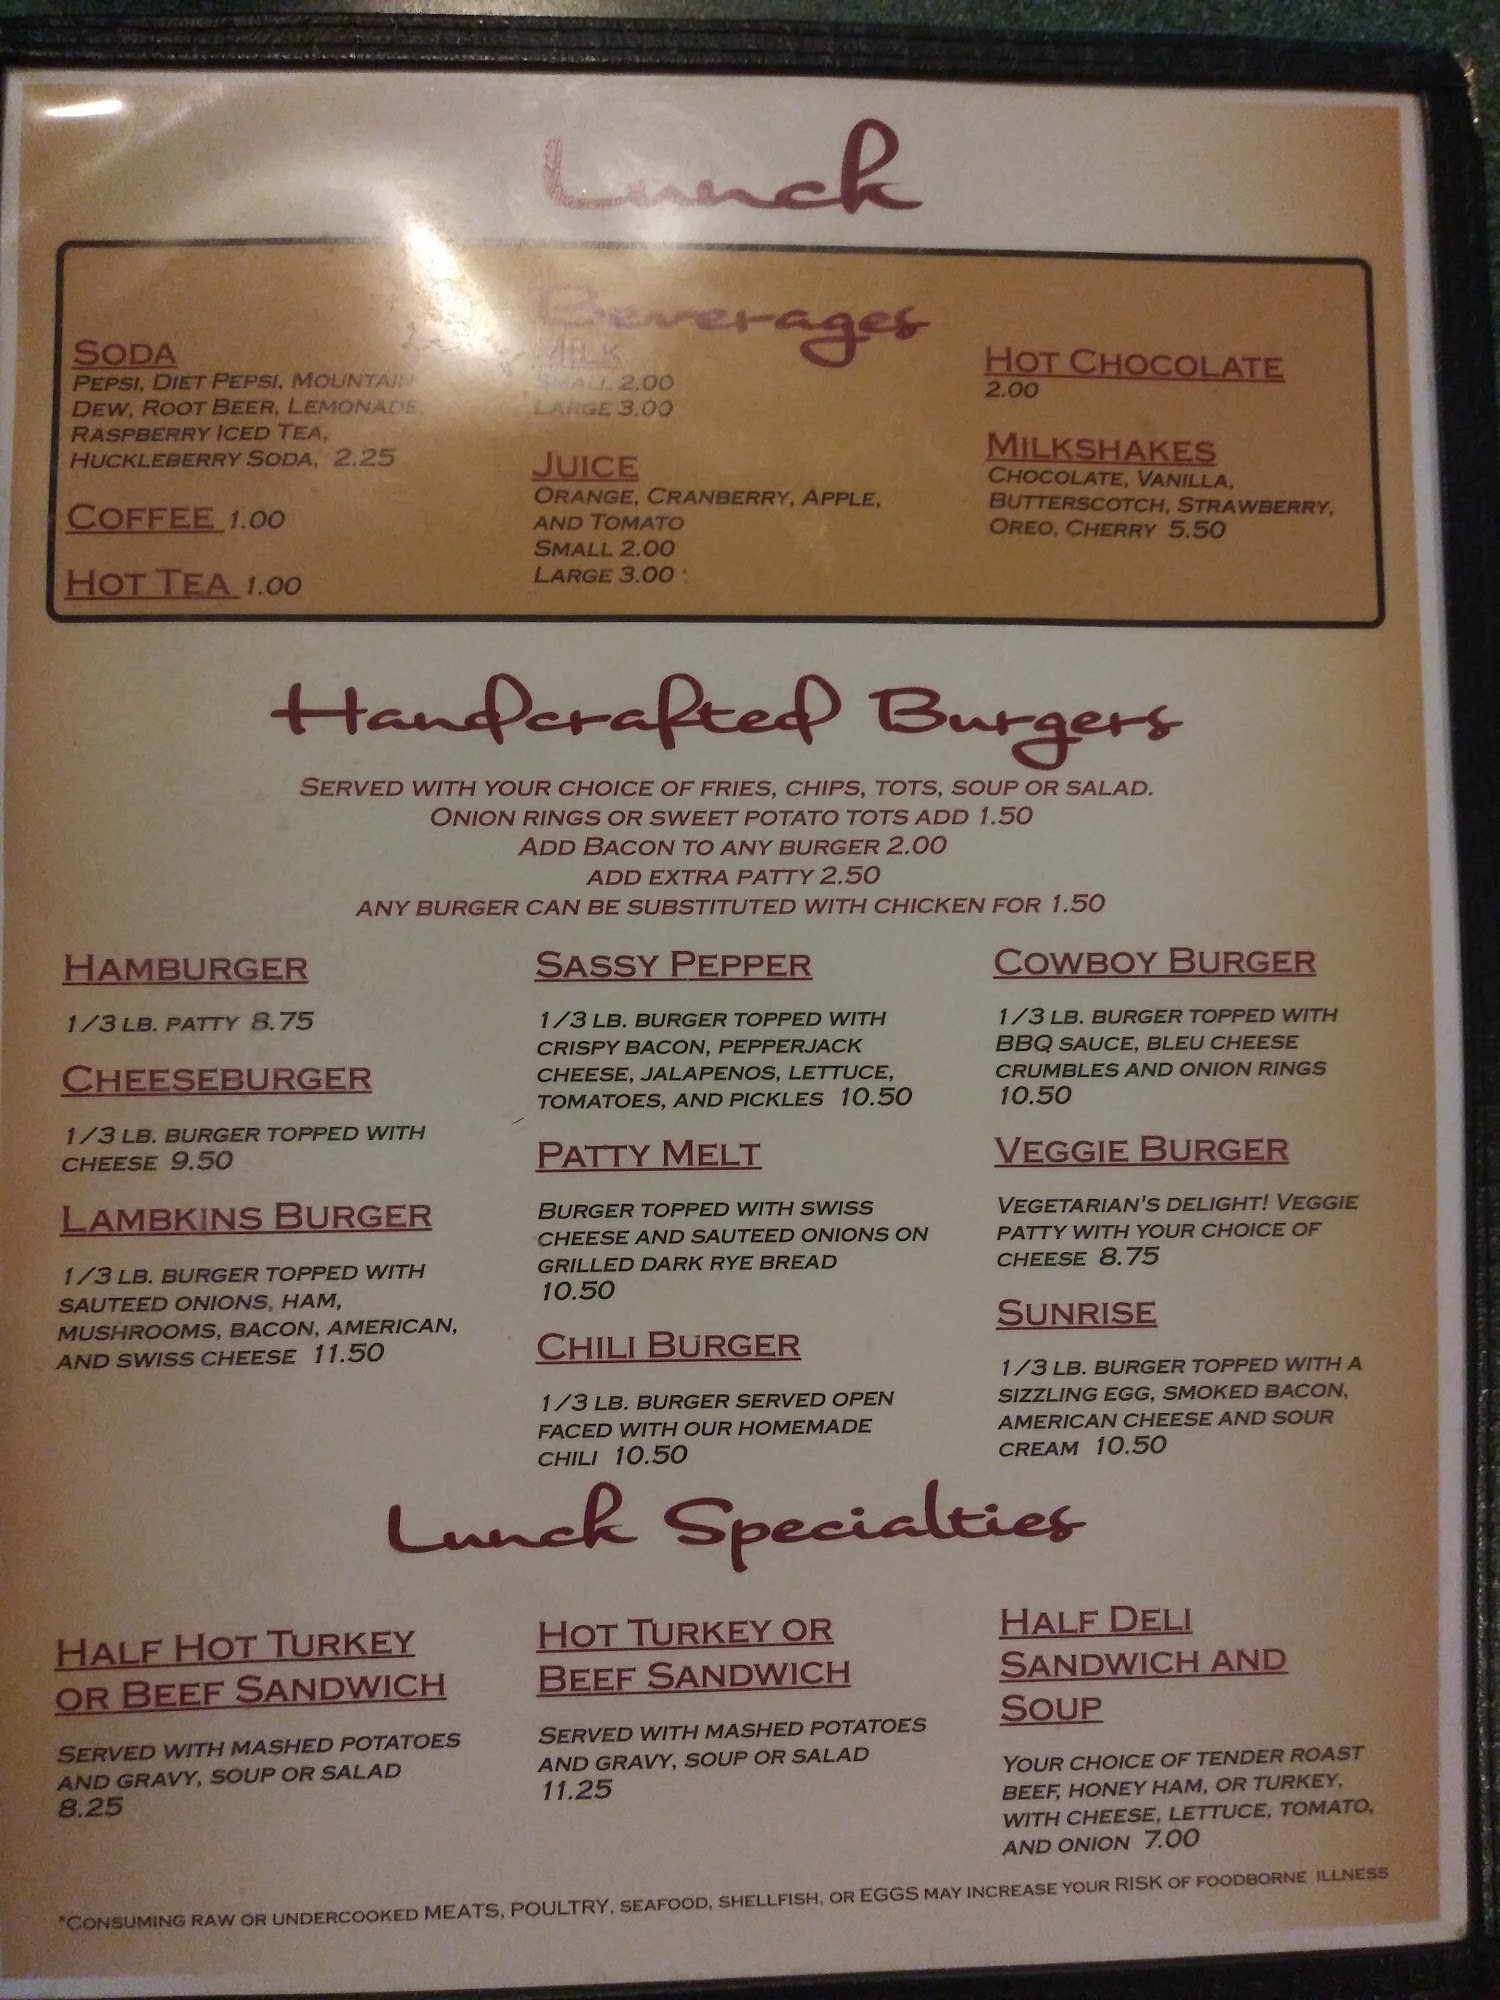 Lunch
Beverages
Soda
Pepsi, Diet Pepsi, Mountain
Dew, Root Beer, Lemonade,
Raspberry Iced Tea,
Huckleberry Soda, 2.25
Coffee 1.00
Hot Tea 1.00
Milk
Small 2.00
Large 3.00
Juice
Orange, Cranberry, Apple,
and Tomato
Small 2.00
Large 3.00
Hot Chocolate
2.00
Milkshakes
Chocolate, Vanilla,
Butterscotch, Strawberry,
Oreo, Cherry 5.50
Handcrafted Burgers
Served with your choice of fries, chips, tots, soup or salad.
Onion rings or sweet potato tots add 1.50
Add Bacon to any burger 2.00
add extra patty 2.50
any burger can be substituted with chicken for 1.50
Hamburger
1/3 lb. patty 8.75
Cheeseburger
1/3 lb. burger topped with
cheese 9.50
Lambkins Burger
1/3 lb. burger topped with
sauteed onions, ham,
mushrooms, bacon, american,
and swiss cheese 11.50
Sassy Pepper
1/3 lb. burger topped with
crispy bacon, pepperjack
cheese, jalapenos, lettuce,
tomatoes, and pickles 10.50
Patty Melt
Burger topped with swiss
cheese and sauteed onions on
grilled dark rye bread
10.50
Chili Burger
1/3 lb. burger served open
faced with our homemade
chili 10.50
Cowboy Burger
1/3 lb. burger topped with
BBQ sauce, bleu cheese
crumbles and onion rings
10.50
Veggie Burger
Vegetarian's delight! Veggie
patty with your choice of
cheese 8.75
Sunrise
1/3 lb. burger topped with a
sizzling egg, smoked bacon,
american cheese and sour
cream 10.50
Lunch Specialties
Half Hot Turkey
or Beef Sandwich
Served with mashed potatoes
and gravy, soup or salad
8.25
Hot Turkey or
Beef Sandwich
Served with mashed potatoes
and gravy, soup or salad
11.25
Half Deli
Sandwich and
Soup
Your choice of tender roast
beef, honey ham, or turkey,
with cheese, lettuce, tomato,
and onion 7.00
*Consuming raw or undercooked MEATS, POULTRY, seafood, shellfish, or EGGS may increase your RISK of foodborne illness